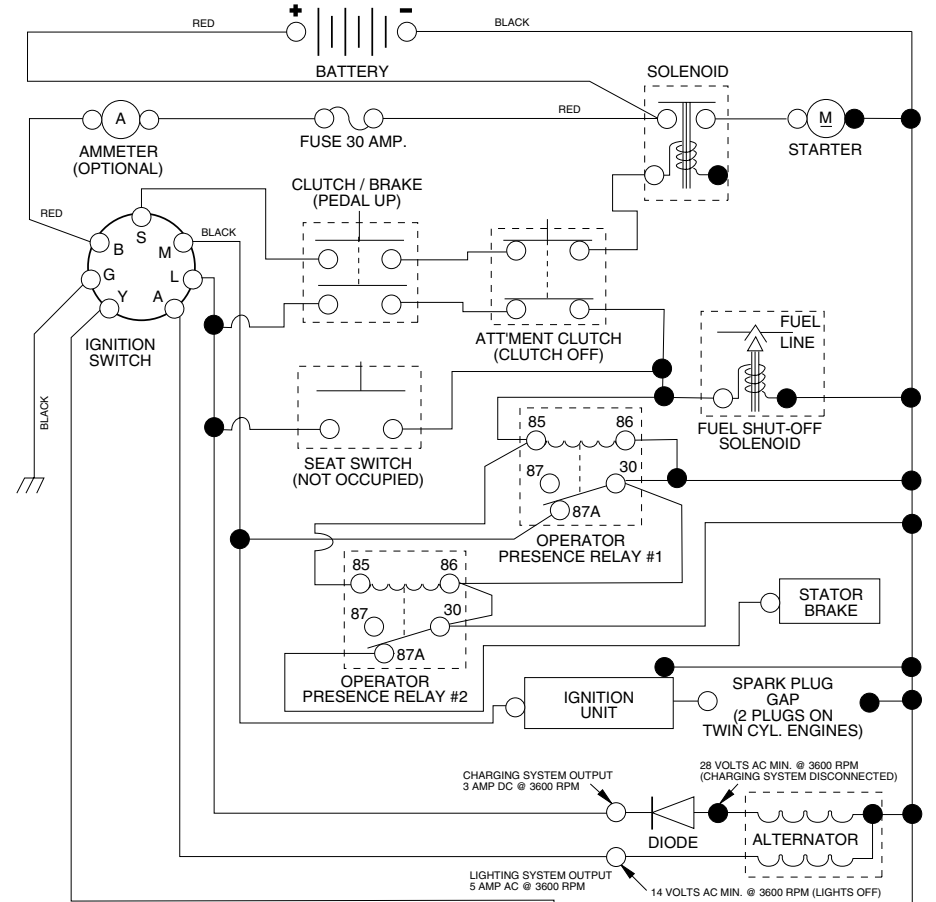 RED
+
-
BLACK
BATTERY
SOLENOID
A
RED
M
AMMETER
(OPTIONAL)
FUSE 30 AMP.
STARTER
CLUTCH / BRAKE
(PEDAL UP)
RED
S
BLACK
B
M
G
L
Y
A
IGNITION
SWITCH
ATT'MENT CLUTCH
(CLUTCH OFF)
FUEL
LINE
BLACK
FUEL SHUT-OFF
SOLENOID
SEAT SWITCH
(NOT OCCUPIED)
85
86
87
30
87A
OPERATOR
PRESENCE RELAY #1
85
86
87
30
87A
OPERATOR
PRESENCE RELAY #2
STATOR
BRAKE
IGNITION
UNIT
SPARK PLUG
GAP
(2 PLUGS ON
TWIN CYL. ENGINES)
CHARGING SYSTEM OUTPUT
3 AMP DC @ 3600 RPM
28 VOLTS AC MIN. @ 3600 RPM
(CHARGING SYSTEM DISCONNECTED)
DIODE
ALTERNATOR
LIGHTING SYSTEM OUTPUT
5 AMP AC @ 3600 RPM
14 VOLTS AC MIN. @ 3600 RPM (LIGHTS OFF)